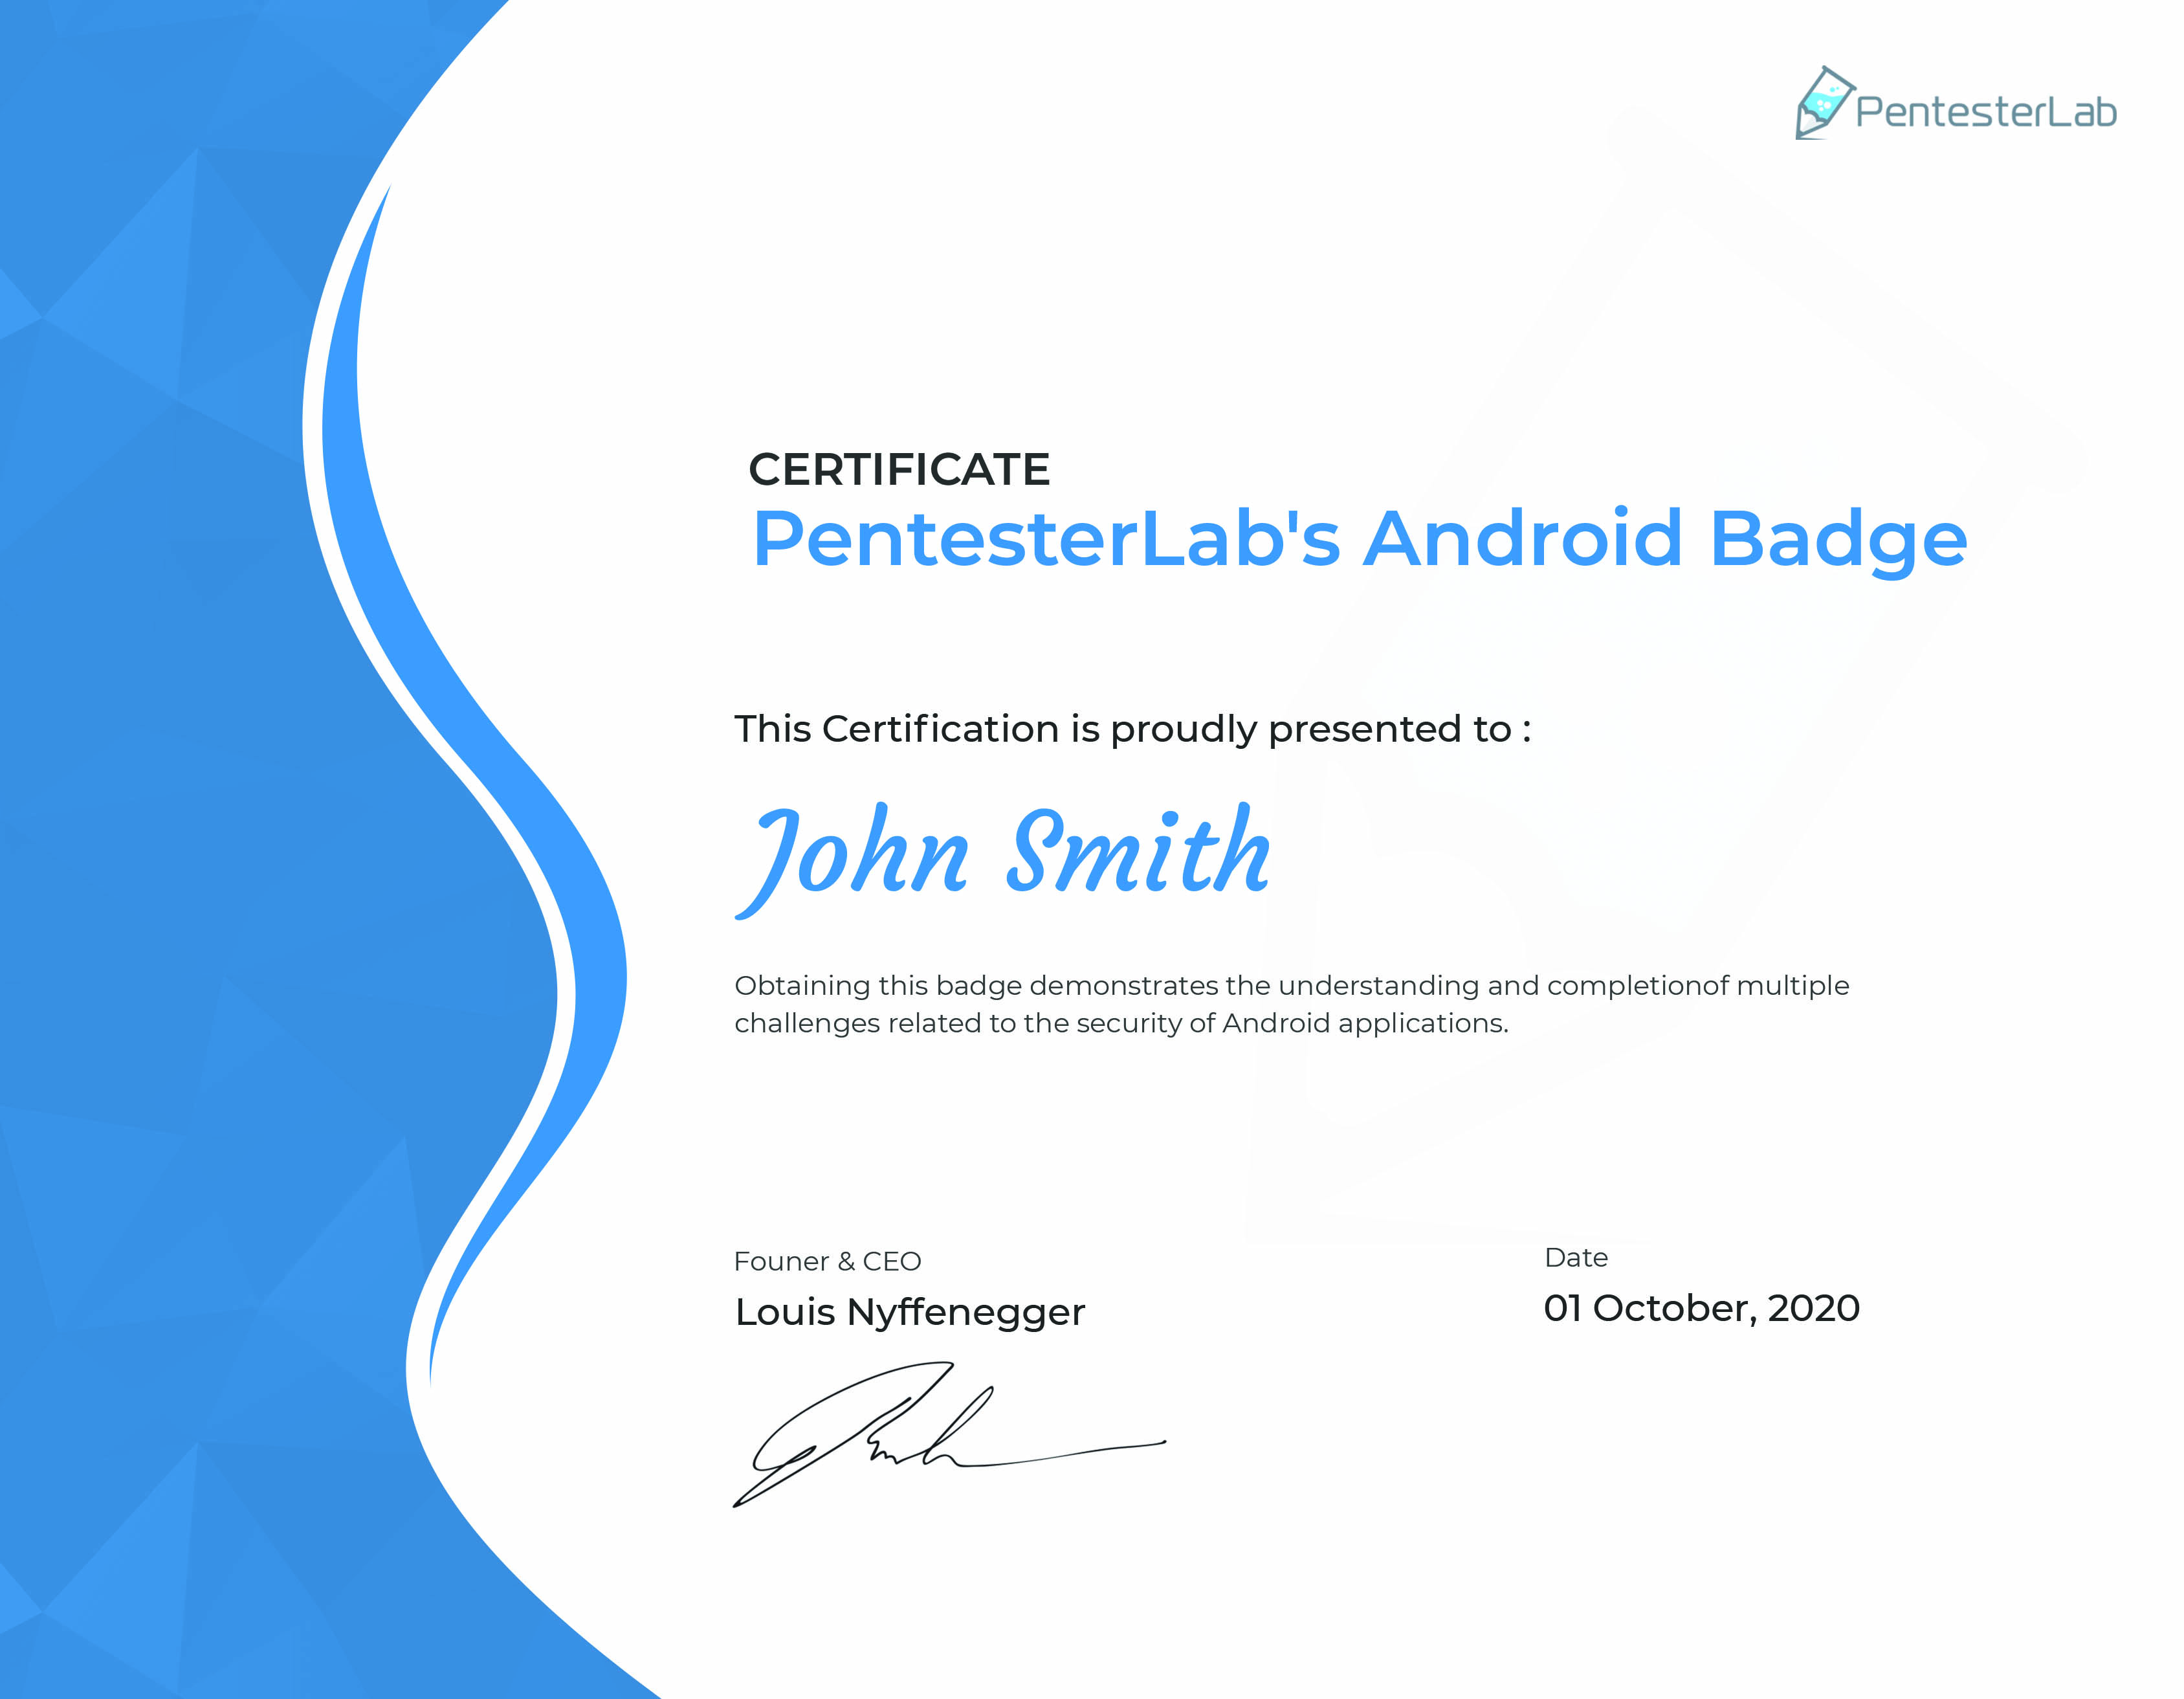 PentesterLab
CERTIFICATE
PentesterLab's Android Badge
This Certification is proudly presented to :
John Smith
Obtaining this badge demonstrates the understanding and completionof multiple
challenges related to the security of Android applications.
Founer & CEO
Louis Nyffenegger
Date
01 October, 2020